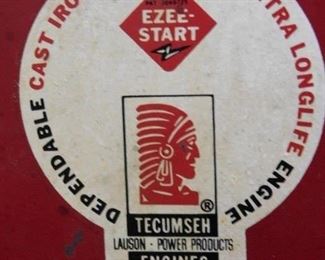 EZEE-
START
DEPENDABLE CAST IRO
TRA LONGLIFE ENGINE
®
TECUMSEH
LAUSON - POWER PRODUCTS
ENGINES